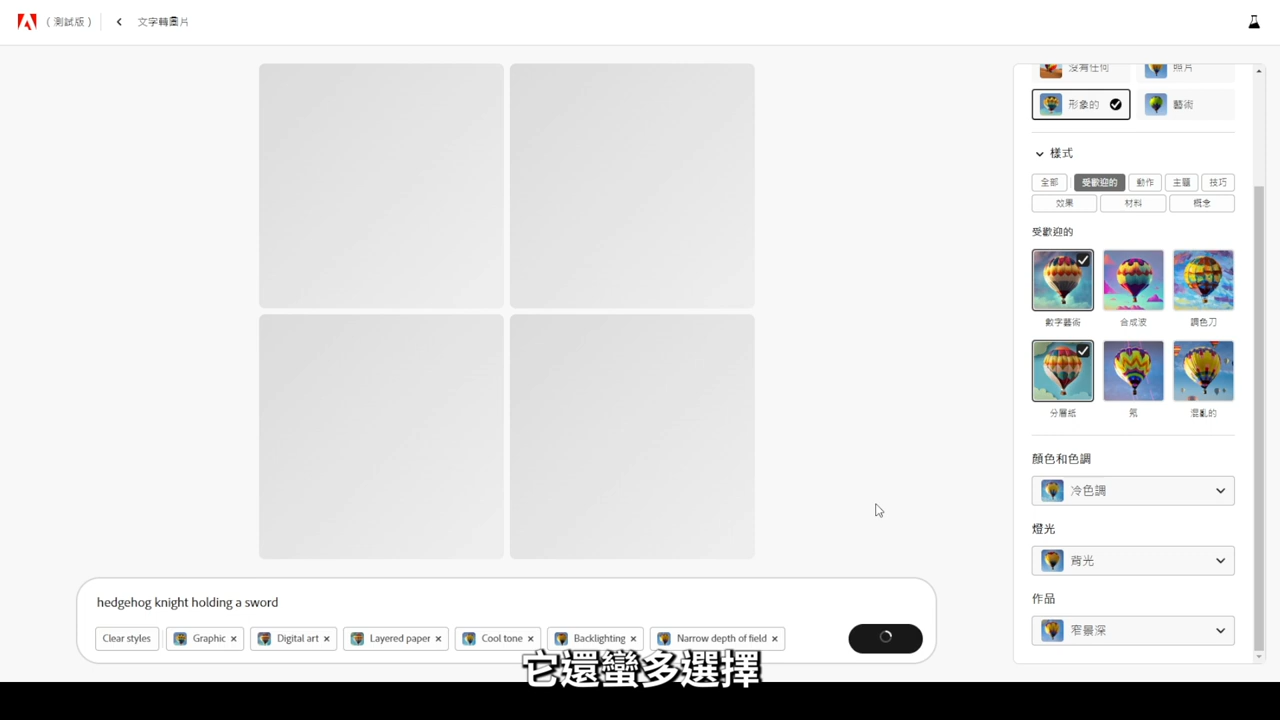 （測試版） 文字轉圖片
沒有任何 照片
形象的 藝術
樣式
全部 受歡迎的 動作 主題 技巧
效果 材料 概念
受歡迎的
數字藝術 合成波 調色刀
分層紙 氖 混亂的
顏色和色調
冷色調
燈光
背光
作品
窄景深
hedgehog knight holding a sword
Clear styles Graphic × Digital art × Layered paper × Cool tone × Backlighting × Narrow depth of field ×
它還蠻多選擇